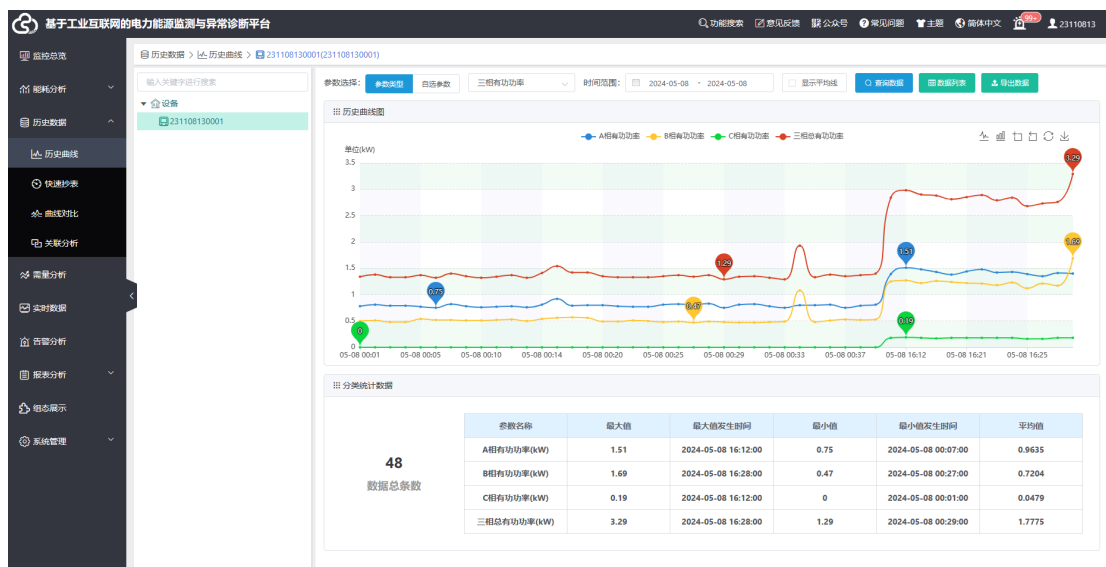 基于工业互联网的电力能源监测与异常诊断平台
功能搜索 意见反馈 公众号 常见问题 主题 简体中文 99+ 23110813
监控总览
能耗分析
历史数据
历史曲线
快速抄表
曲线对比
关联分析
需量分析
实时数据
告警分析
报表分析
组态展示
系统管理
历史数据 > 历史曲线 > 231108130001(231108130001)
输入关键字进行搜索
设备
231108130001
参数选择: 参数类型 自选参数 三相有功功率 时间范围: 2024-05-08 - 2024-05-08 显示平均线 查询数据 数据列表 导出数据
历史曲线图
A相有功功率 B相有功功率 C相有功功率 三相总有功功率
单位(kW)
3.5
3
2.5
2
1.5
1
0.5
0
3.29
1.69
1.51
1.29
0.75
0.47
0.19
0
05-08 00:01 05-08 00:05 05-08 00:10 05-08 00:14 05-08 00:20 05-08 00:25 05-08 00:29 05-08 00:33 05-08 00:37 05-08 16:12 05-08 16:21 05-08 16:25
分类统计数据
48
数据总条数
参数名称 最大值 最大值发生时间 最小值 最小值发生时间 平均值
A相有功功率(kW) 1.51 2024-05-08 16:12:00 0.75 2024-05-08 00:07:00 0.9635
B相有功功率(kW) 1.69 2024-05-08 16:28:00 0.47 2024-05-08 00:27:00 0.7204
C相有功功率(kW) 0.19 2024-05-08 16:12:00 0 2024-05-08 00:01:00 0.0479
三相总有功功率(kW) 3.29 2024-05-08 16:28:00 1.29 2024-05-08 00:29:00 1.7775